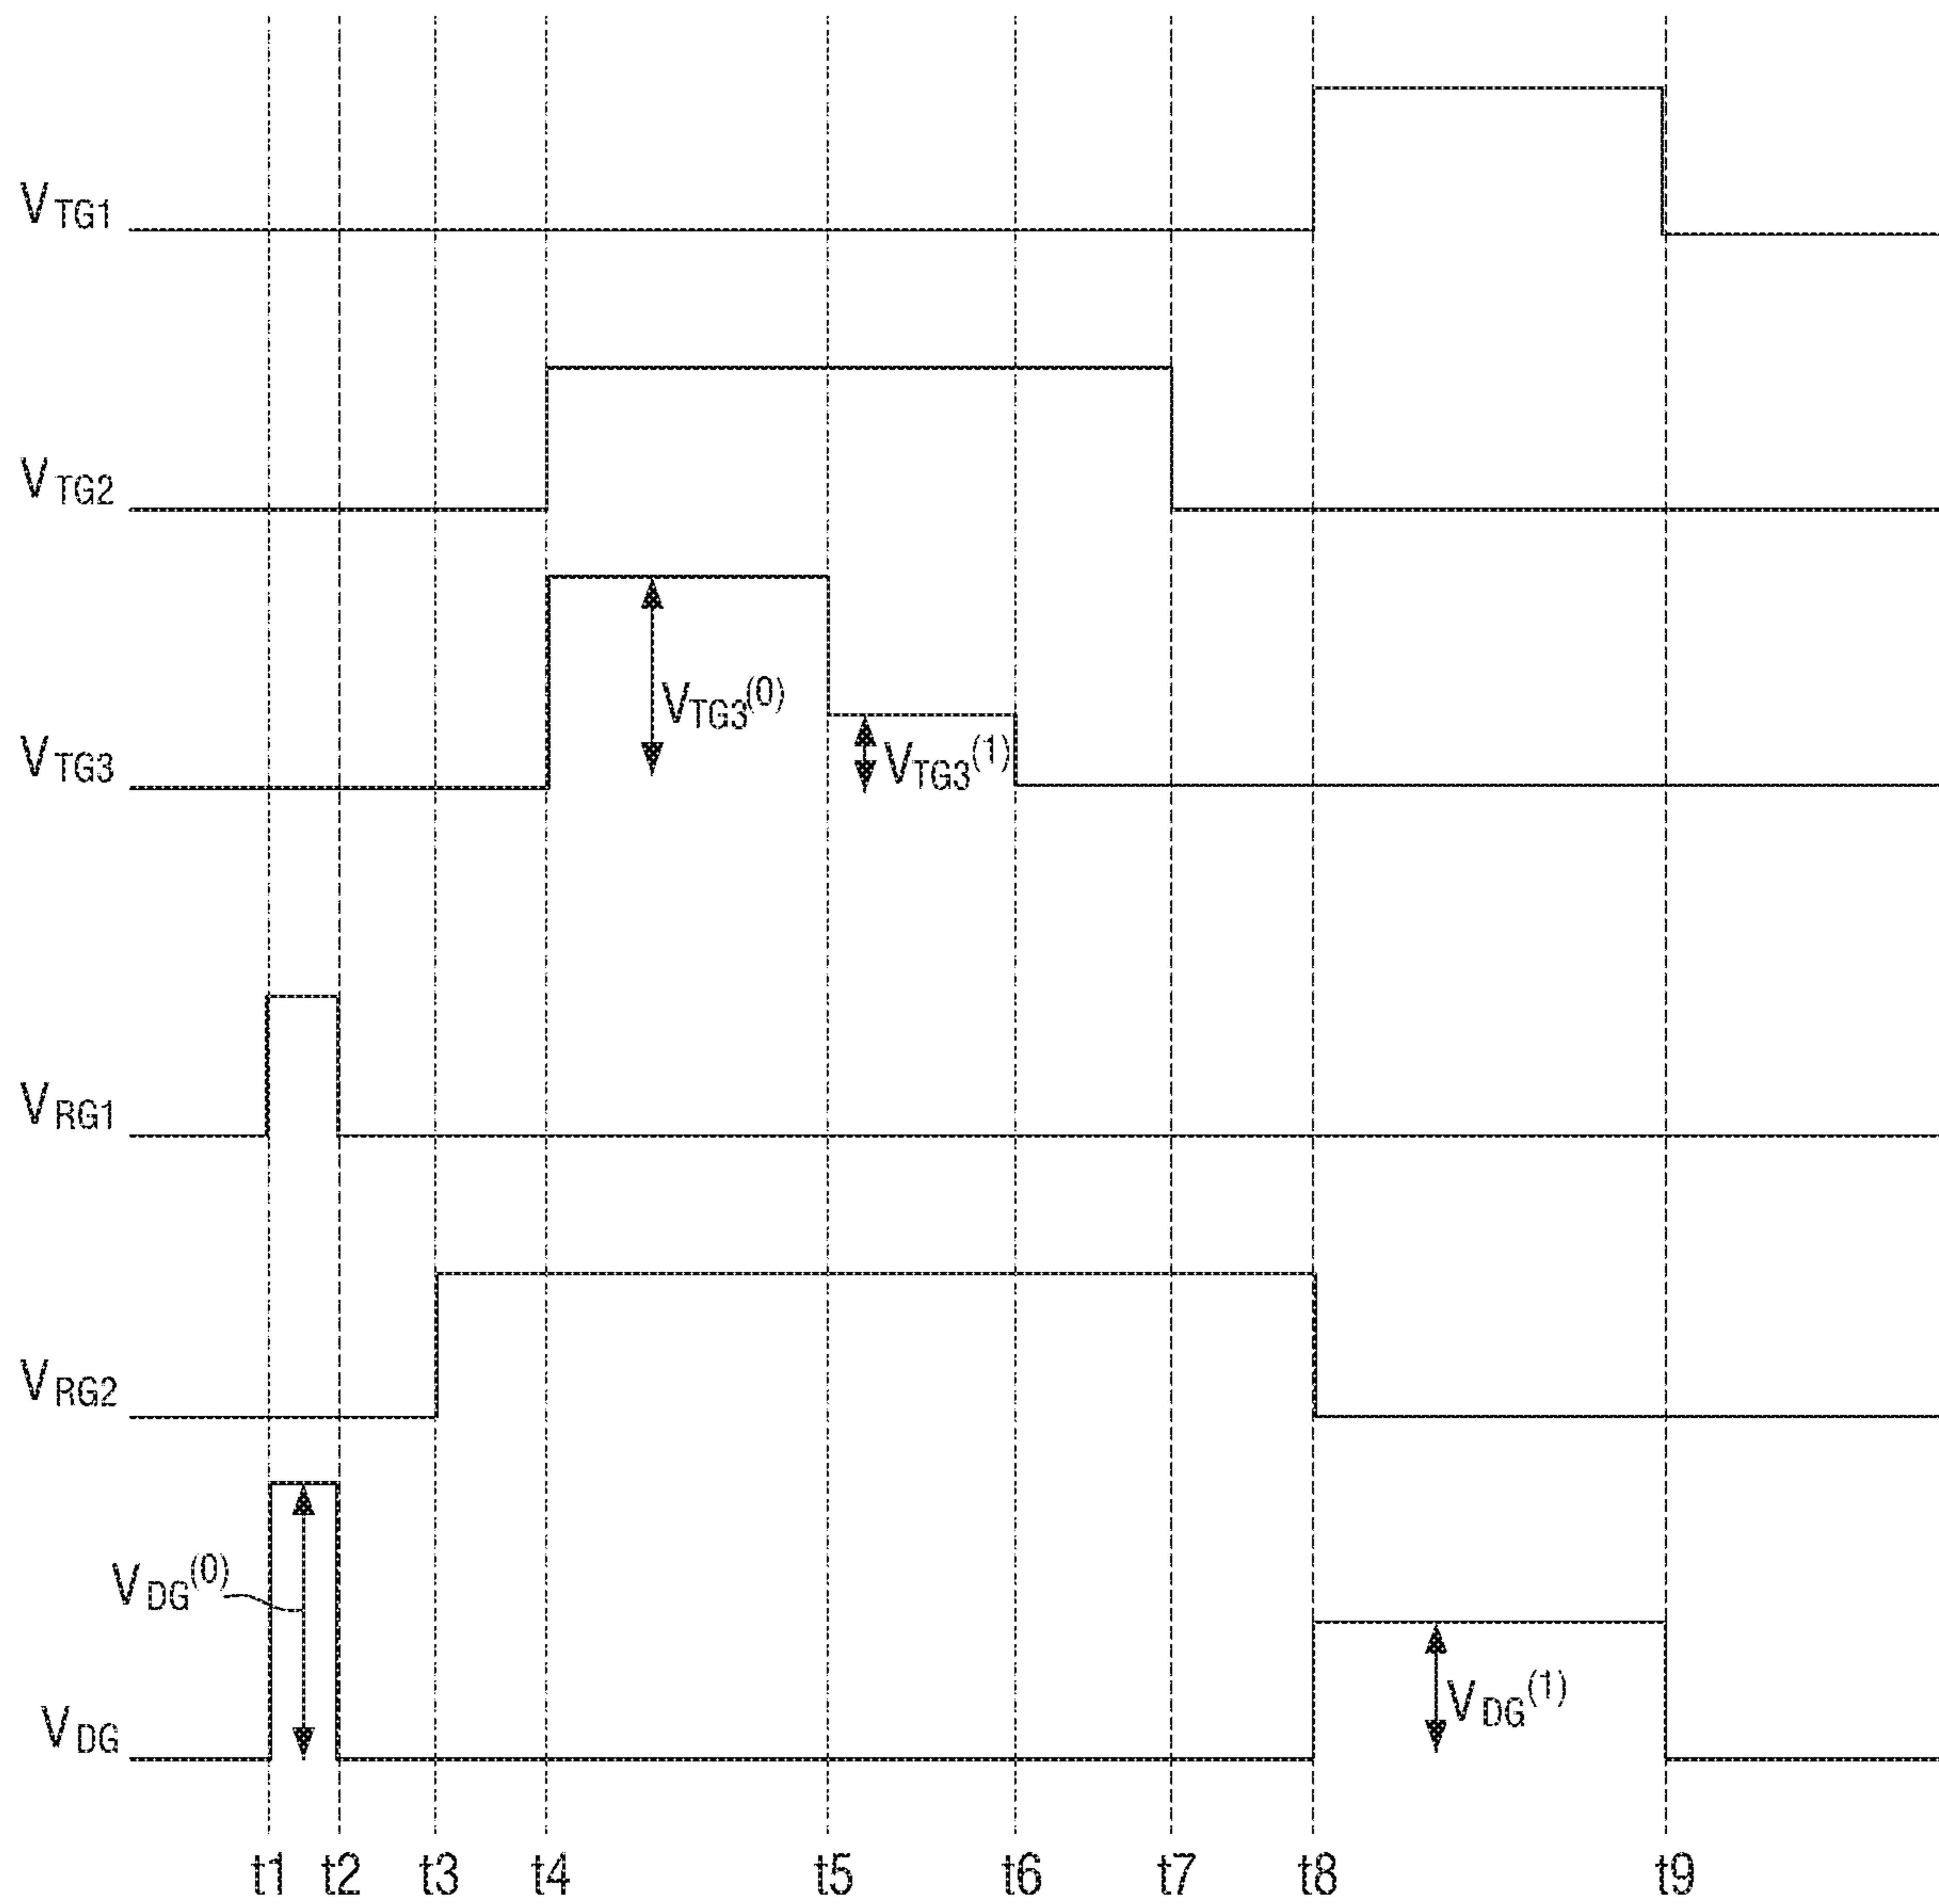 VTG1
VTG2
VTG3
VTG3(0)
VTG3(1)
VRG1
VRG2
VDG(0)
VDG
VDG(1)
t1 t2 t3 t4 t5 t6 t7 t8 t9